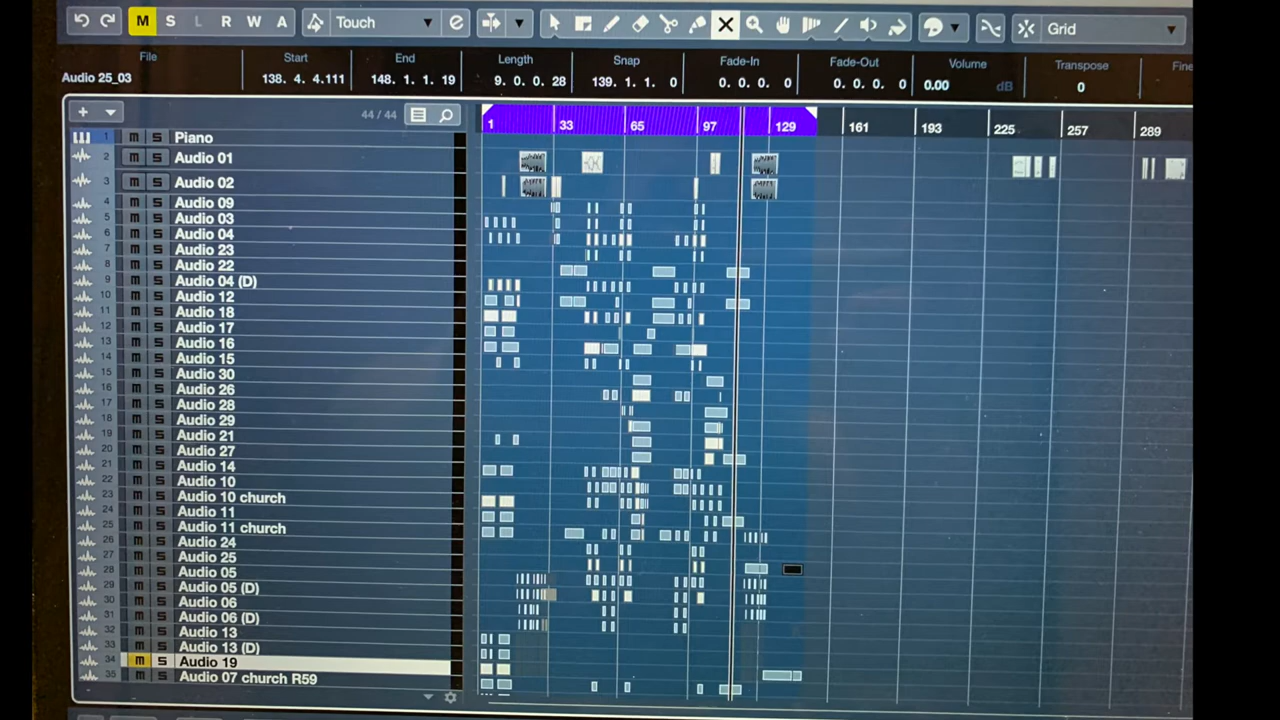 M S L R W A Touch Grid
File Start End Length Snap Fade-In Fade-Out Volume Transpose Fine
Audio 25_03 138. 4. 4.111 148. 1. 1. 19 9. 0. 0. 28 139. 1. 1. 0 0. 0. 0. 0 0. 0. 0. 0 0.00 dB 0
+ 44 / 44 1 33 65 97 129 161 193 225 257 289
1 m S Piano
2 m S Audio 01
3 m S Audio 02
4 m S Audio 09
5 m S Audio 03
6 m S Audio 04
7 m S Audio 23
8 m S Audio 22
9 m S Audio 04 (D)
10 m S Audio 12
11 m S Audio 18
12 m S Audio 17
13 m S Audio 16
14 m S Audio 15
15 m S Audio 30
16 m S Audio 26
17 m S Audio 28
18 m S Audio 29
19 m S Audio 21
20 m S Audio 27
21 m S Audio 14
22 m S Audio 10
23 m S Audio 10 church
24 m S Audio 11
25 m S Audio 11 church
26 m S Audio 24
27 m S Audio 25
28 m S Audio 05
29 m S Audio 05 (D)
30 m S Audio 06
31 m S Audio 06 (D)
32 m S Audio 13
33 m S Audio 13 (D)
34 m S Audio 19
35 m S Audio 07 church R59